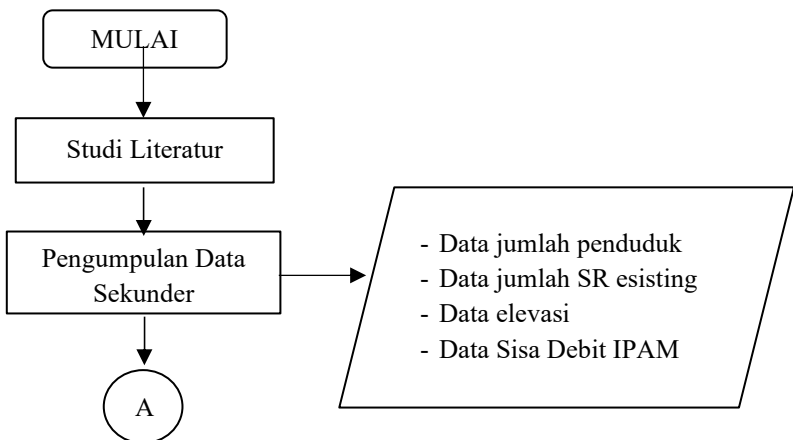 MULAI
Studi Literatur
Pengumpulan Data
Sekunder
- Data jumlah penduduk
- Data jumlah SR esisting
- Data elevasi
- Data Sisa Debit IPAM
A